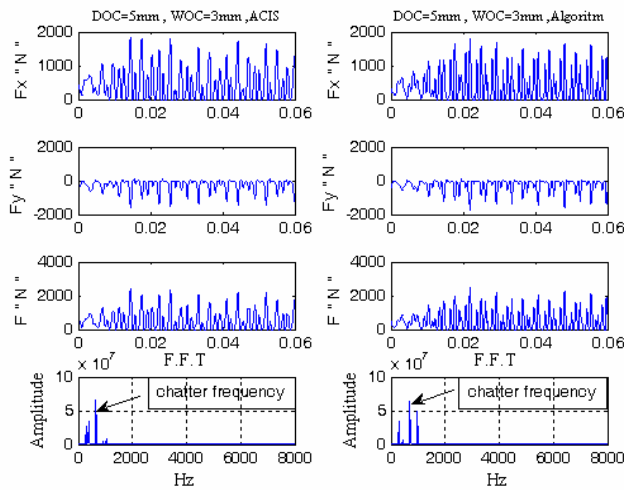 DOC=5mm , WOC=3mm ,ACIS
Fx " N "
2000
1000
0
0 0.02 0.04 0.06
Fy " N "
2000
0
-2000
0 0.02 0.04 0.06
F " N "
4000
2000
0
0 0.02 0.04 0.06
F.F.T
× 10^7
Amplitude
10
5
0
chatter frequency
0 2000 4000 6000 8000
Hz
DOC=5mm , WOC=3mm ,Algoritm
Fx " N "
2000
1000
0
0 0.02 0.04 0.06
Fy " N "
2000
0
-2000
0 0.02 0.04 0.06
F " N "
4000
2000
0
0 0.02 0.04 0.06
F.F.T
× 10^7
Amplitude
10
5
0
chatter frequency
0 2000 4000 6000 8000
Hz